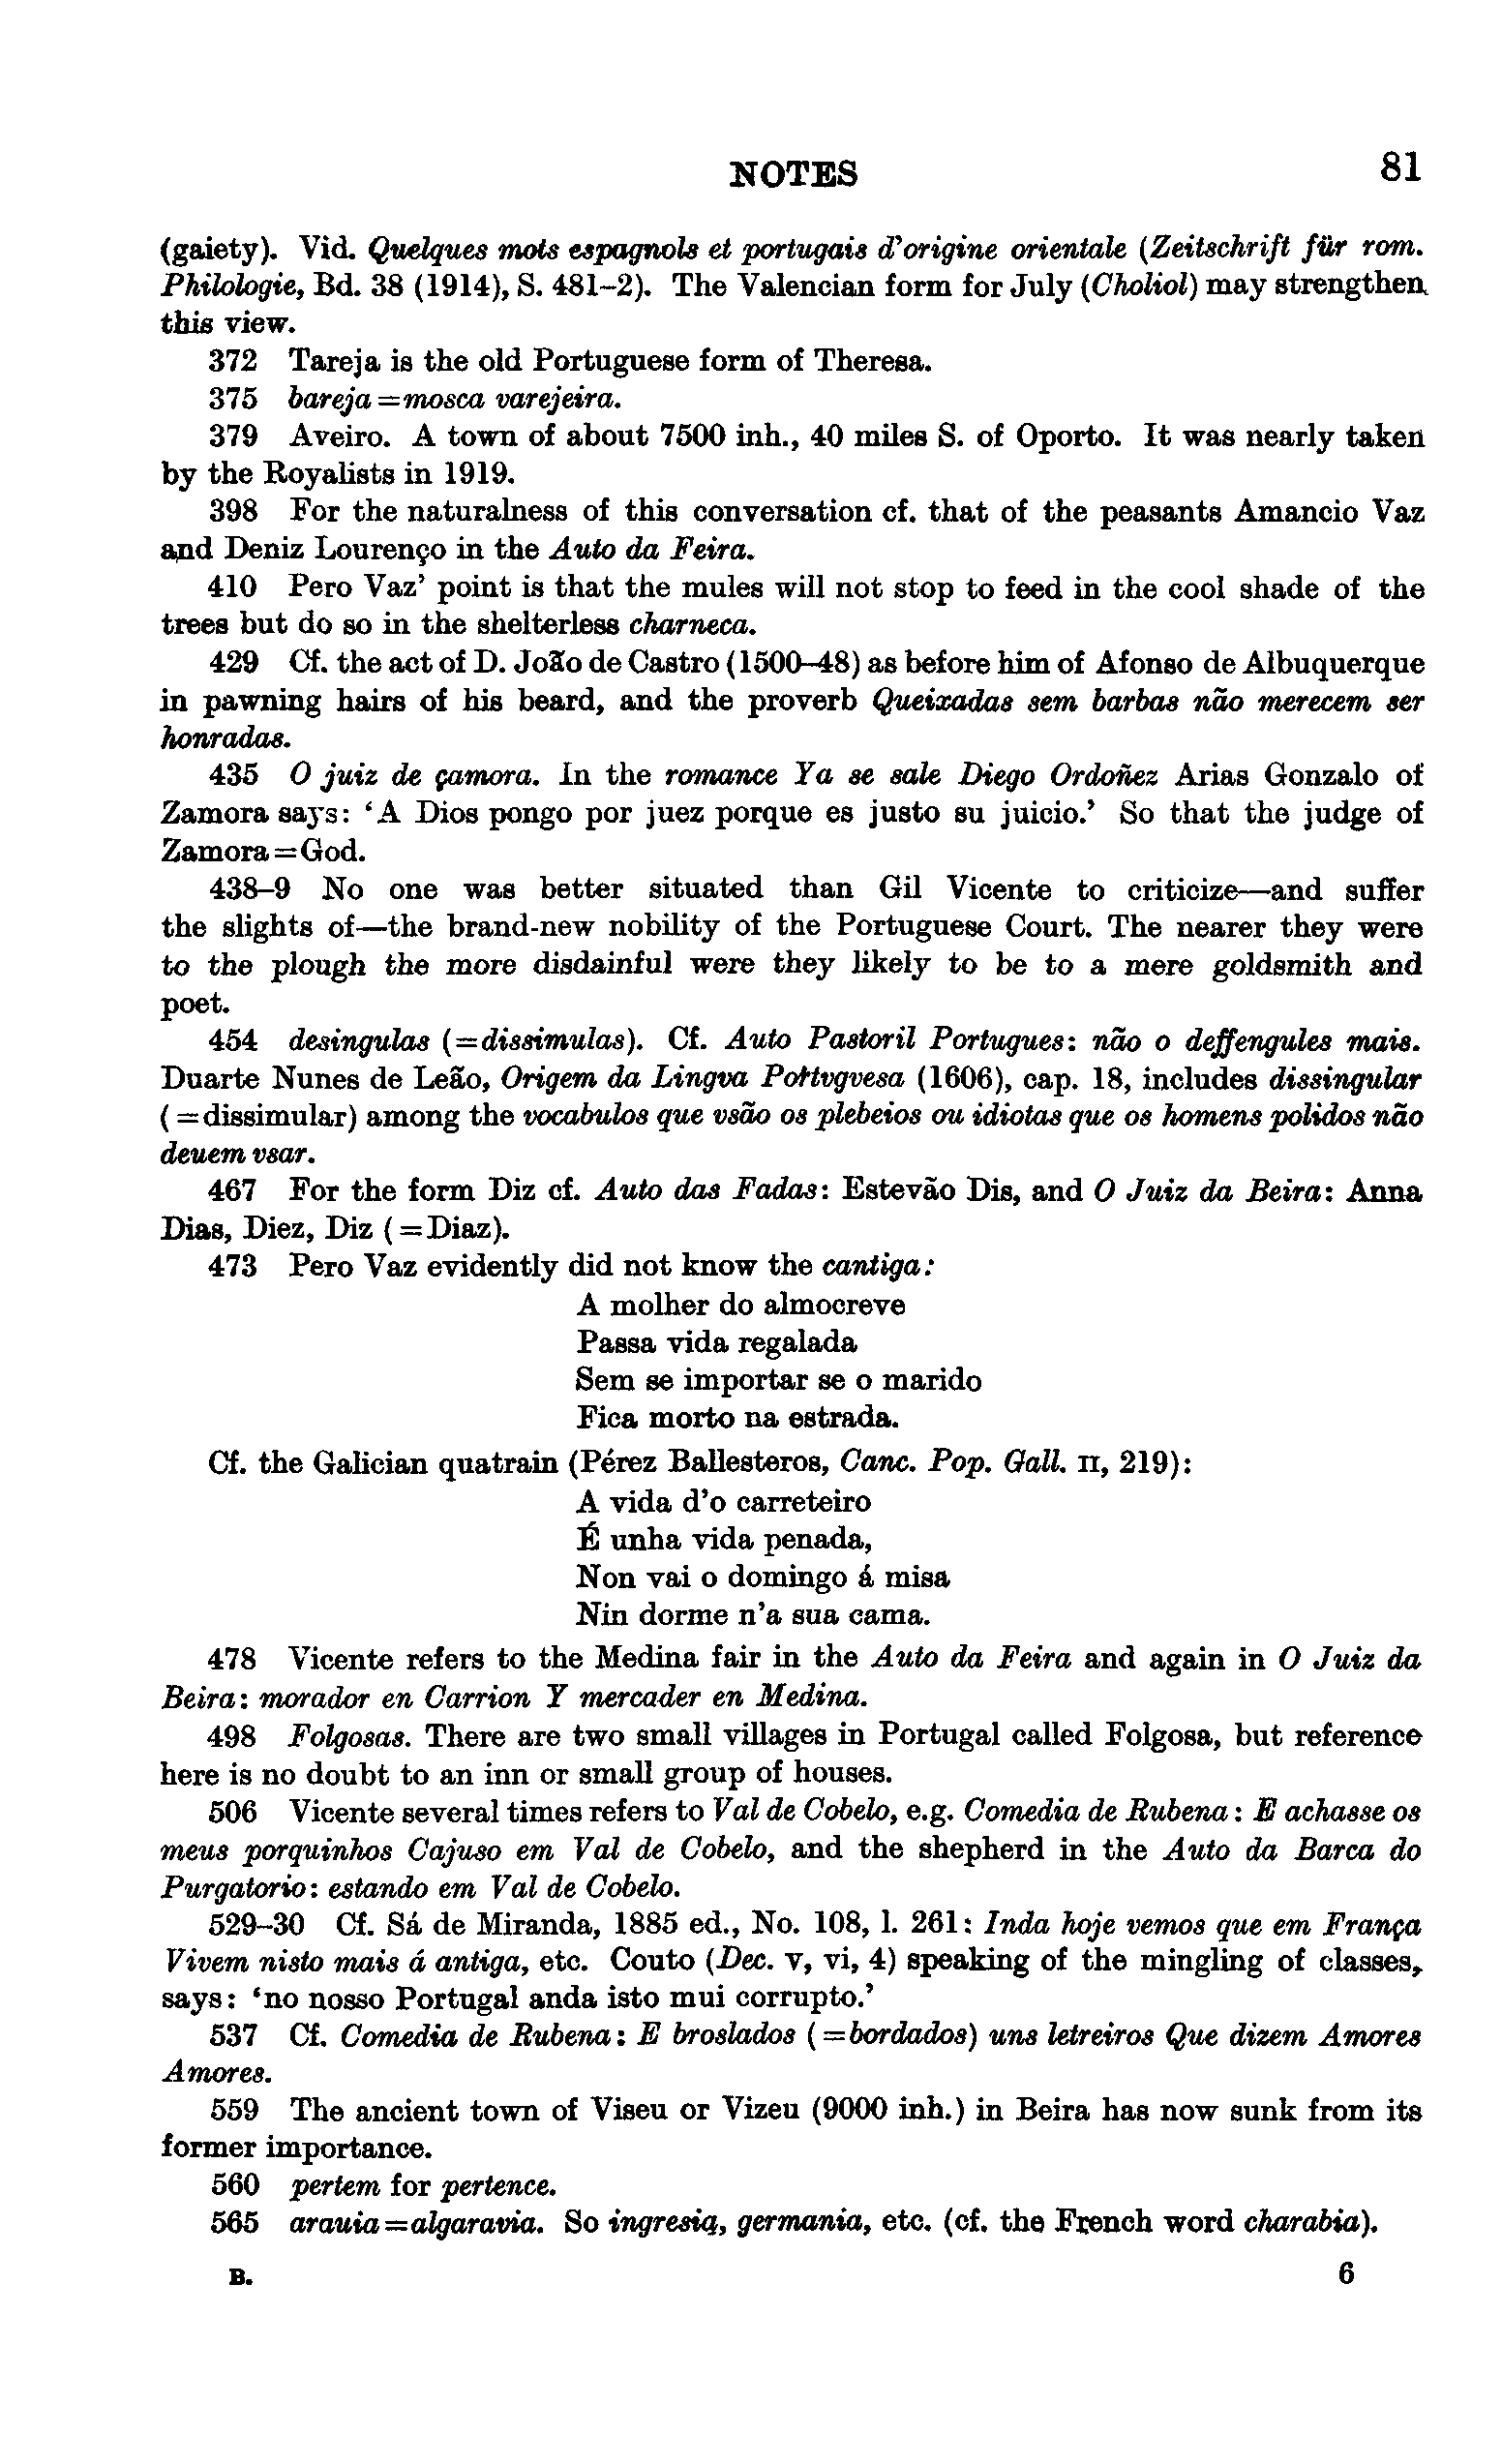 NOTES 81
(gaiety). Vid. Quelques mots espagnols et portugais d'origine orientale (Zeitschrift für rom.
Philologie, Bd. 38 (1914), S. 481–2). The Valencian form for July (Choliol) may strengthen
this view.
372 Tareja is the old Portuguese form of Theresa.
375 bareja=mosca varejeira.
379 Aveiro. A town of about 7500 inh., 40 miles S. of Oporto. It was nearly taken
by the Royalists in 1919.
398 For the naturalness of this conversation cf. that of the peasants Amancio Vaz
and Deniz Lourenço in the Auto da Feira.
410 Pero Vaz' point is that the mules will not stop to feed in the cool shade of the
trees but do so in the shelterless charneca.
429 Cf. the act of D. João de Castro (1500–48) as before him of Afonso de Albuquerque
in pawning hairs of his beard, and the proverb Queixadas sem barbas não merecem ser
honradas.
435 O juiz de çamora. In the romance Ya se sale Diego Ordoñez Arias Gonzalo of
Zamora says: 'A Dios pongo por juez porque es justo su juicio.' So that the judge of
Zamora=God.
438–9 No one was better situated than Gil Vicente to criticize—and suffer
the slights of—the brand-new nobility of the Portuguese Court. The nearer they were
to the plough the more disdainful were they likely to be to a mere goldsmith and
poet.
454 desingulas (=dissimulas). Cf. Auto Pastoril Portugues: não o deffengules mais.
Duarte Nunes de Leão, Origem da Lingva Portvgvesa (1606), cap. 18, includes dissingular
(=dissimular) among the vocabulos que vsão os plebeios ou idiotas que os homens polidos não
deuem vsar.
467 For the form Diz cf. Auto das Fadas: Estevão Dis, and O Juiz da Beira: Anna
Dias, Diez, Diz (=Diaz).
473 Pero Vaz evidently did not know the cantiga:
A molher do almocreve
Passa vida regalada
Sem se importar se o marido
Fica morto na estrada.
Cf. the Galician quatrain (Pérez Ballesteros, Canc. Pop. Gall. II, 219):
A vida d'o carreteiro
É unha vida penada,
Non vai o domingo á misa
Nin dorme n'a sua cama.
478 Vicente refers to the Medina fair in the Auto da Feira and again in O Juiz da
Beira: morador en Carrion Y mercader en Medina.
498 Folgosas. There are two small villages in Portugal called Folgosa, but reference
here is no doubt to an inn or small group of houses.
506 Vicente several times refers to Val de Cobelo, e.g. Comedia de Rubena: E achasse os
meus porquinhos Cajuso em Val de Cobelo, and the shepherd in the Auto da Barca do
Purgatorio: estando em Val de Cobelo.
529–30 Cf. Sá de Miranda, 1885 ed., No. 108, l. 261: Inda hoje vemos que em França
Vivem nisto mais á antiga, etc. Couto (Dec. v, vi, 4) speaking of the mingling of classes,
says: 'no nosso Portugal anda isto mui corrupto.'
537 Cf. Comedia de Rubena: E broslados (=bordados) uns letreiros Que dizem Amores
Amores.
559 The ancient town of Viseu or Vizeu (9000 inh.) in Beira has now sunk from its
former importance.
560 pertem for pertence.
565 arauia=algaravia. So ingresia, germania, etc. (cf. the French word charabia).
B. 6